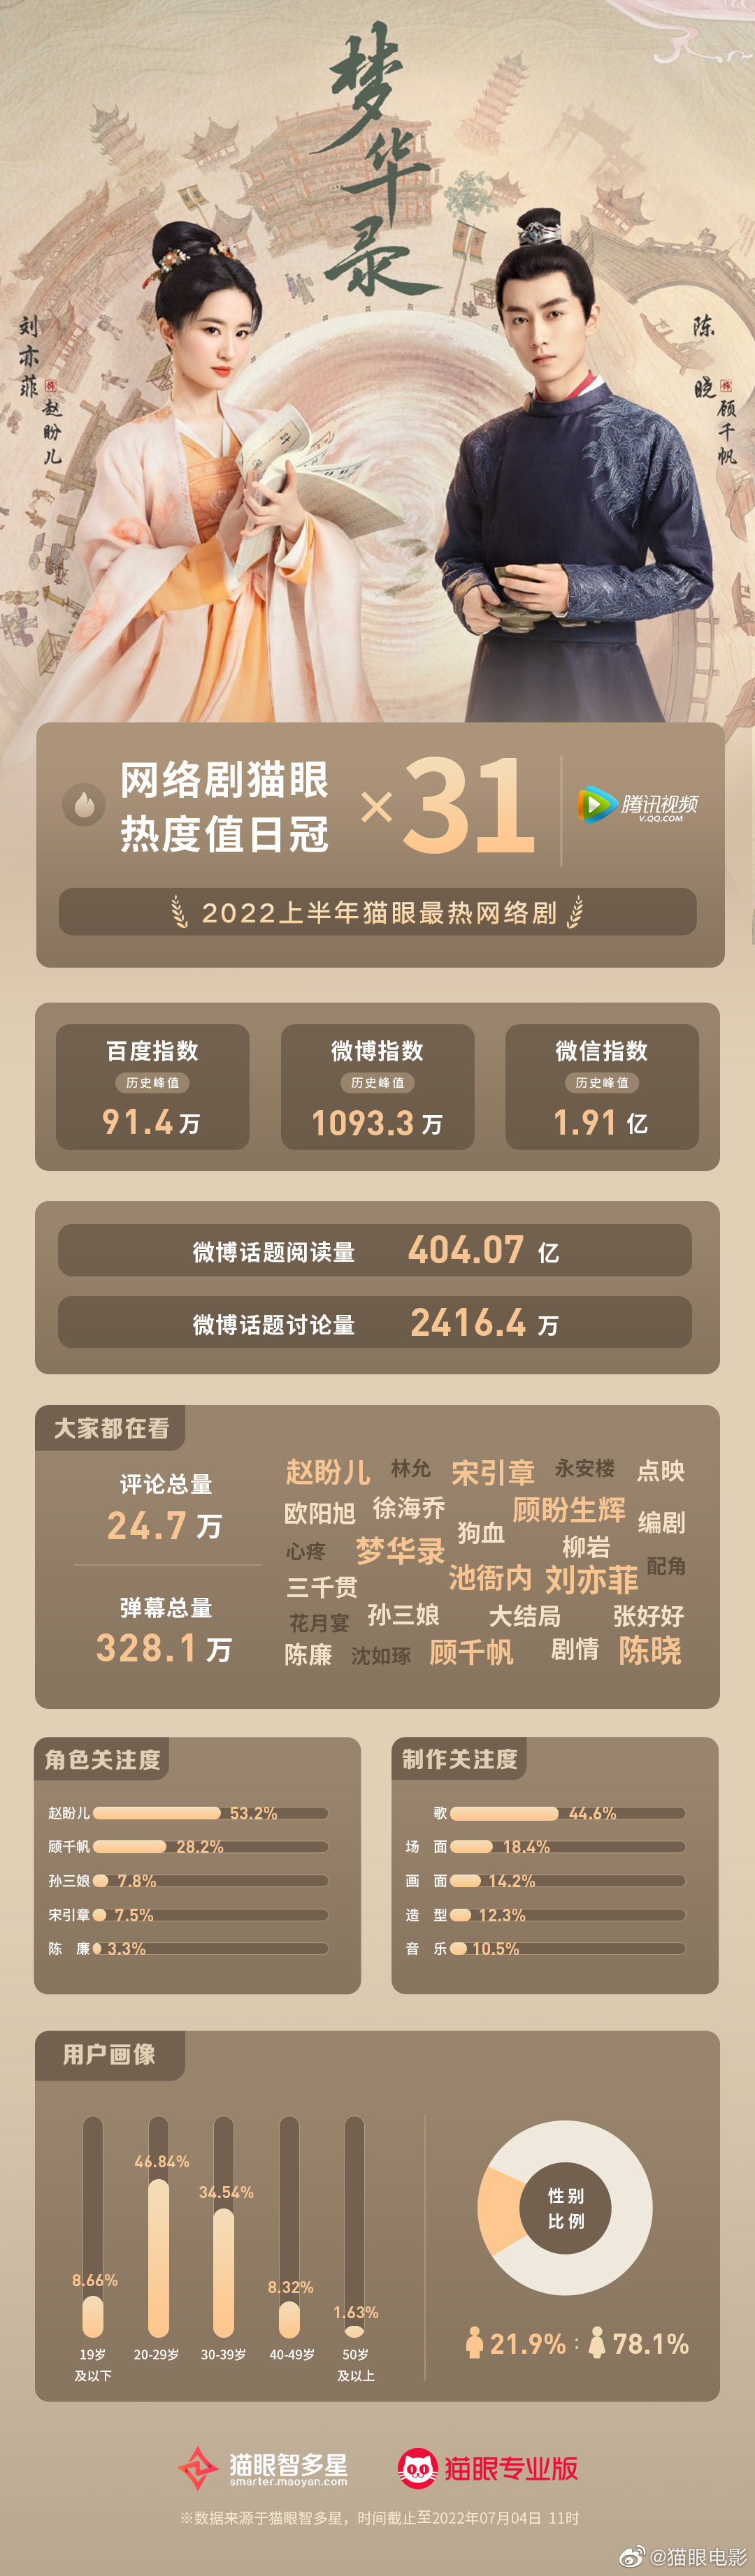 梦华录
刘亦菲
饰
赵盼儿
陈晓
饰
顾千帆
网络剧猫眼
热度值日冠
×31
腾讯视频
V.QQ.COM
2022上半年猫眼最热网络剧
百度指数
历史峰值
91.4 万
微博指数
历史峰值
1093.3 万
微信指数
历史峰值
1.91 亿
微博话题阅读量 404.07 亿
微博话题讨论量 2416.4 万
大家都在看
评论总量
24.7 万
弹幕总量
328.1 万
赵盼儿 林允 宋引章 永安楼 点映
欧阳旭 徐海乔 狗血 顾盼生辉 编剧
心疼 梦华录 柳岩 配角
三千贯 池衙内 刘亦菲
花月宴 孙三娘 大结局 张好好
陈廉 沈如琢 顾千帆 剧情 陈晓
角色关注度
赵盼儿 53.2%
顾千帆 28.2%
孙三娘 7.8%
宋引章 7.5%
陈 廉 3.3%
制作关注度
歌 44.6%
场 面 18.4%
画 面 14.2%
造 型 12.3%
音 乐 10.5%
用户画像
8.66% 46.84% 34.54% 8.32% 1.63%
19岁 20-29岁 30-39岁 40-49岁 50岁
及以下 及以上
性别
比例
21.9% : 78.1%
猫眼智多星
smarter.maoyan.com
猫眼专业版
※数据来源于猫眼智多星，时间截止至2022年07月04日 11时
@猫眼电影